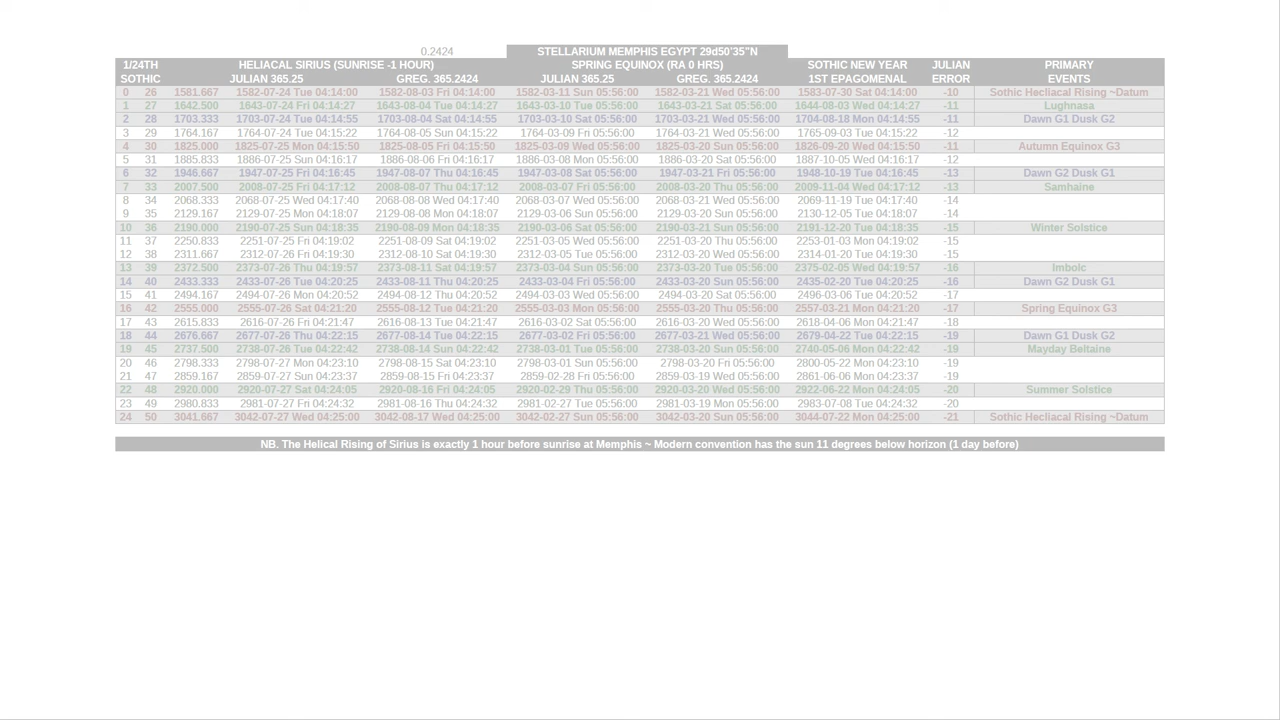 0.2424 STELLARIUM MEMPHIS EGYPT 29d50'35"N
1/24TH HELIACAL SIRIUS (SUNRISE -1 HOUR) SPRING EQUINOX (RA 0 HRS) SOTHIC NEW YEAR JULIAN PRIMARY
SOTHIC JULIAN 365.25 GREG. 365.2424 JULIAN 365.25 GREG. 365.2424 1ST EPAGOMENAL ERROR EVENTS
0 26 1581.667 1582-07-24 Tue 04:14:00 1582-08-03 Fri 04:14:00 1582-03-11 Sun 05:56:00 1582-03-21 Wed 05:56:00 1583-07-30 Sat 04:14:00 -10 Sothic Hecliacal Rising ~Datum
1 27 1642.500 1643-07-24 Fri 04:14:27 1643-08-04 Tue 04:14:27 1643-03-10 Tue 05:56:00 1643-03-21 Sat 05:56:00 1644-08-03 Wed 04:14:27 -11 Lughnasa
2 28 1703.333 1703-07-24 Tue 04:14:55 1703-08-04 Sat 04:14:55 1703-03-10 Sat 05:56:00 1703-03-21 Wed 05:56:00 1704-08-18 Mon 04:14:55 -11 Dawn G1 Dusk G2
3 29 1764.167 1764-07-24 Tue 04:15:22 1764-08-05 Sun 04:15:22 1764-03-09 Fri 05:56:00 1764-03-21 Wed 05:56:00 1765-09-03 Tue 04:15:22 -12
4 30 1825.000 1825-07-25 Mon 04:15:50 1825-08-05 Fri 04:15:50 1825-03-09 Wed 05:56:00 1825-03-20 Sun 05:56:00 1826-09-20 Wed 04:15:50 -11 Autumn Equinox G3
5 31 1885.833 1886-07-25 Sun 04:16:17 1886-08-06 Fri 04:16:17 1886-03-08 Mon 05:56:00 1886-03-20 Sat 05:56:00 1887-10-05 Wed 04:16:17 -12
6 32 1946.667 1947-07-25 Fri 04:16:45 1947-08-07 Thu 04:16:45 1947-03-08 Sat 05:56:00 1947-03-21 Fri 05:56:00 1948-10-19 Tue 04:16:45 -13 Dawn G2 Dusk G1
7 33 2007.500 2008-07-25 Fri 04:17:12 2008-08-07 Thu 04:17:12 2008-03-07 Fri 05:56:00 2008-03-20 Thu 05:56:00 2009-11-04 Wed 04:17:12 -13 Samhaine
8 34 2068.333 2068-07-25 Wed 04:17:40 2068-08-08 Wed 04:17:40 2068-03-07 Wed 05:56:00 2068-03-21 Wed 05:56:00 2069-11-19 Tue 04:17:40 -14
9 35 2129.167 2129-07-25 Mon 04:18:07 2129-08-08 Mon 04:18:07 2129-03-06 Sun 05:56:00 2129-03-20 Sun 05:56:00 2130-12-05 Tue 04:18:07 -14
10 36 2190.000 2190-07-25 Sun 04:18:35 2190-08-09 Mon 04:18:35 2190-03-06 Sat 05:56:00 2190-03-21 Sun 05:56:00 2191-12-20 Tue 04:18:35 -15 Winter Solstice
11 37 2250.833 2251-07-25 Fri 04:19:02 2251-08-09 Sat 04:19:02 2251-03-05 Wed 05:56:00 2251-03-20 Thu 05:56:00 2253-01-03 Mon 04:19:02 -15
12 38 2311.667 2312-07-26 Fri 04:19:30 2312-08-10 Sat 04:19:30 2312-03-05 Tue 05:56:00 2312-03-20 Wed 05:56:00 2314-01-20 Tue 04:19:30 -15
13 39 2372.500 2373-07-26 Thu 04:19:57 2373-08-11 Sat 04:19:57 2373-03-04 Sun 05:56:00 2373-03-20 Tue 05:56:00 2375-02-05 Wed 04:19:57 -16 Imbolc
14 40 2433.333 2433-07-26 Tue 04:20:25 2433-08-11 Thu 04:20:25 2433-03-04 Fri 05:56:00 2433-03-20 Sun 05:56:00 2435-02-20 Tue 04:20:25 -16 Dawn G2 Dusk G1
15 41 2494.167 2494-07-26 Mon 04:20:52 2494-08-12 Thu 04:20:52 2494-03-03 Wed 05:56:00 2494-03-20 Sat 05:56:00 2496-03-06 Tue 04:20:52 -17
16 42 2555.000 2555-07-26 Sat 04:21:20 2555-08-12 Tue 04:21:20 2555-03-03 Mon 05:56:00 2555-03-20 Thu 05:56:00 2557-03-21 Mon 04:21:20 -17 Spring Equinox G3
17 43 2615.833 2616-07-26 Fri 04:21:47 2616-08-13 Tue 04:21:47 2616-03-02 Sat 05:56:00 2616-03-20 Wed 05:56:00 2618-04-06 Mon 04:21:47 -18
18 44 2676.667 2677-07-26 Thu 04:22:15 2677-08-14 Tue 04:22:15 2677-03-02 Fri 05:56:00 2677-03-21 Wed 05:56:00 2679-04-22 Tue 04:22:15 -19 Dawn G1 Dusk G2
19 45 2737.500 2738-07-26 Tue 04:22:42 2738-08-14 Sun 04:22:42 2738-03-01 Tue 05:56:00 2738-03-20 Sun 05:56:00 2740-05-06 Mon 04:22:42 -19 Mayday Beltaine
20 46 2798.333 2798-07-26 Mon 04:23:10 2798-08-15 Sat 04:23:10 2798-03-01 Sun 05:56:00 2798-03-20 Fri 05:56:00 2800-05-22 Mon 04:23:10 -19
21 47 2859.167 2859-07-27 Sun 04:23:37 2859-08-15 Fri 04:23:37 2859-02-28 Fri 05:56:00 2859-03-19 Wed 05:56:00 2861-06-06 Mon 04:23:37 -19
22 48 2920.000 2920-07-27 Sat 04:24:05 2920-08-16 Fri 04:24:05 2920-02-29 Thu 05:56:00 2920-03-20 Wed 05:56:00 2922-06-22 Mon 04:24:05 -20 Summer Solstice
23 49 2980.833 2981-07-27 Fri 04:24:32 2981-08-16 Thu 04:24:32 2981-02-27 Tue 05:56:00 2981-03-19 Mon 05:56:00 2983-07-08 Tue 04:24:32 -20
24 50 3041.667 3042-07-27 Wed 04:25:00 3042-08-17 Wed 04:25:00 3042-02-27 Sun 05:56:00 3042-03-20 Sun 05:56:00 3044-07-22 Mon 04:25:00 -21 Sothic Hecliacal Rising ~Datum
NB. The Helical Rising of Sirius is exactly 1 hour before sunrise at Memphis ~ Modern convention has the sun 11 degrees below horizon (1 day before)